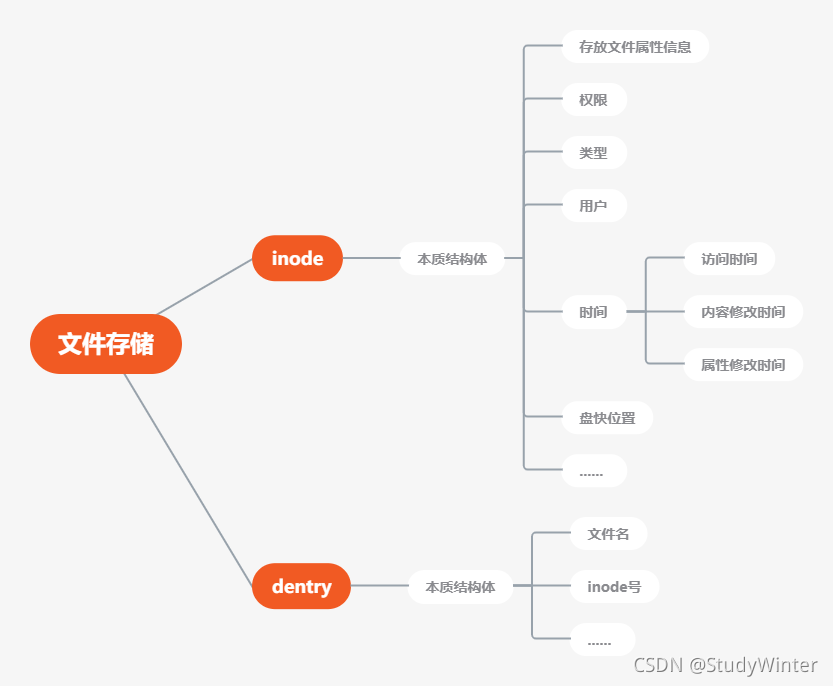 文件存储
inode
本质结构体
存放文件属性信息
权限
类型
用户
时间
访问时间
内容修改时间
属性修改时间
盘快位置
......
dentry
本质结构体
文件名
inode号
......
CSDN @StudyWinter